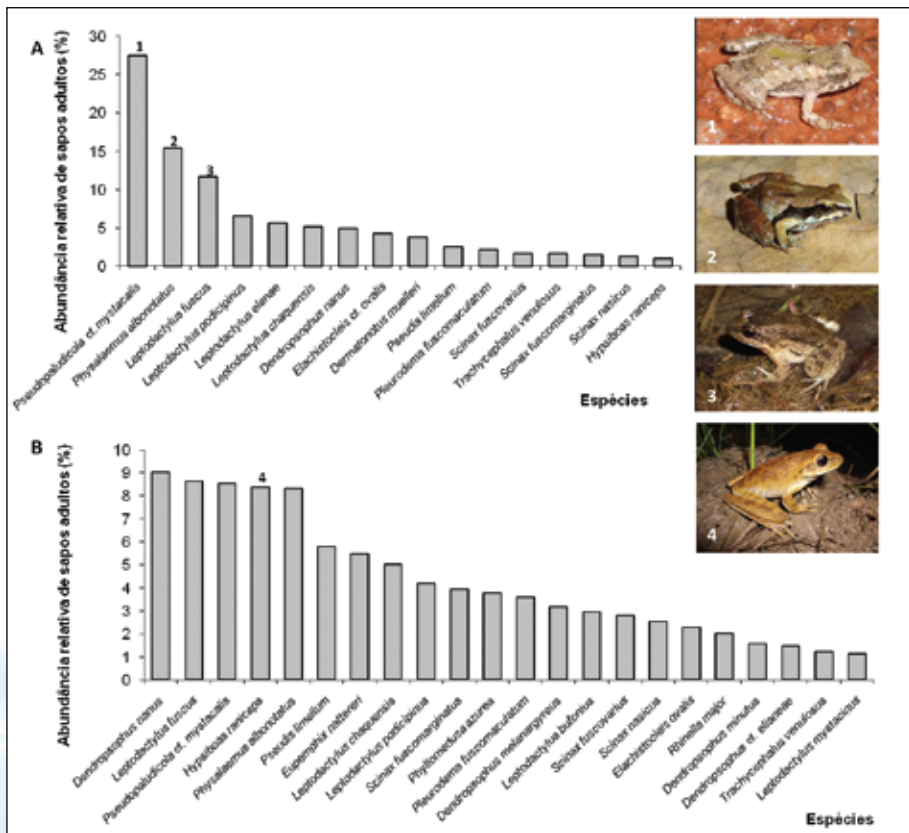 A
Abundância relativa de sapos adultos (%)
30
25
20
15
10
5
0
1
2
3
Pseudopaludicola cf. mystacalis
Physalaemus albonotatus
Leptodactylus fuscus
Leptodactylus podicipinus
Leptodactylus elenae
Leptodactylus chaquensis
Dendropsophus nanus
Elachistocleis cf. ovalis
Dermatonotus muelleri
Pseudis limellum
Pleurodema fuscomaculatum
Scinax fuscovarius
Trachycephalus venulosus
Scinax fuscomarginatus
Scinax nasicus
Hypsiboas raniceps
Espécies
1
2
3
4
B
Abundância relativa de sapos adultos (%)
10
9
8
7
6
5
4
3
2
1
0
4
Dendropsophus nanus
Leptodactylus fuscus
Pseudopaludicola cf. mystacalis
Hypsiboas raniceps
Physalaemus albonotatus
Pseudis limellum
Eupemphix nattereri
Leptodactylus chaquensis
Leptodactylus podicipinus
Scinax fuscomarginatus
Phyllomedusa azurea
Pleurodema fuscomaculatum
Dendropsophus melanargyreus
Leptodactylus bufonius
Scinax fuscovarius
Scinax nasicus
Elachistocleis ovalis
Rhinella major
Dendropsophus minutus
Dendropsophus cf. elianeae
Trachycephalus venulosus
Leptodactylus mystacinus
Espécies